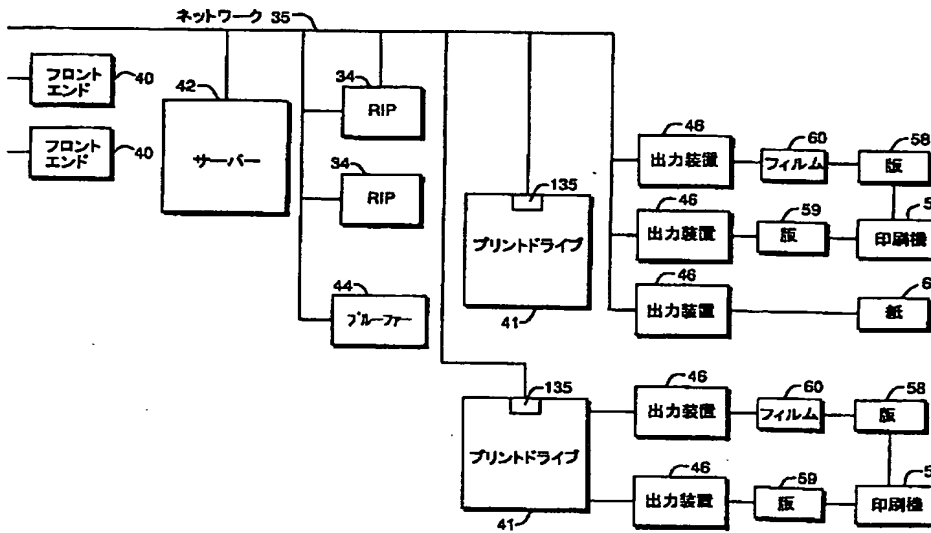 ネットワーク 35
フロント
エンド
40
フロント
エンド
40
42
サーバー
34
RIP
34
RIP
44
プルーファー
135
プリントドライブ
41
46
出力装置
60
フィルム
58
版
46
出力装置
59
版
印刷機
46
出力装置
紙
135
プリントドライブ
41
46
出力装置
60
フィルム
58
版
46
出力装置
59
版
印刷機